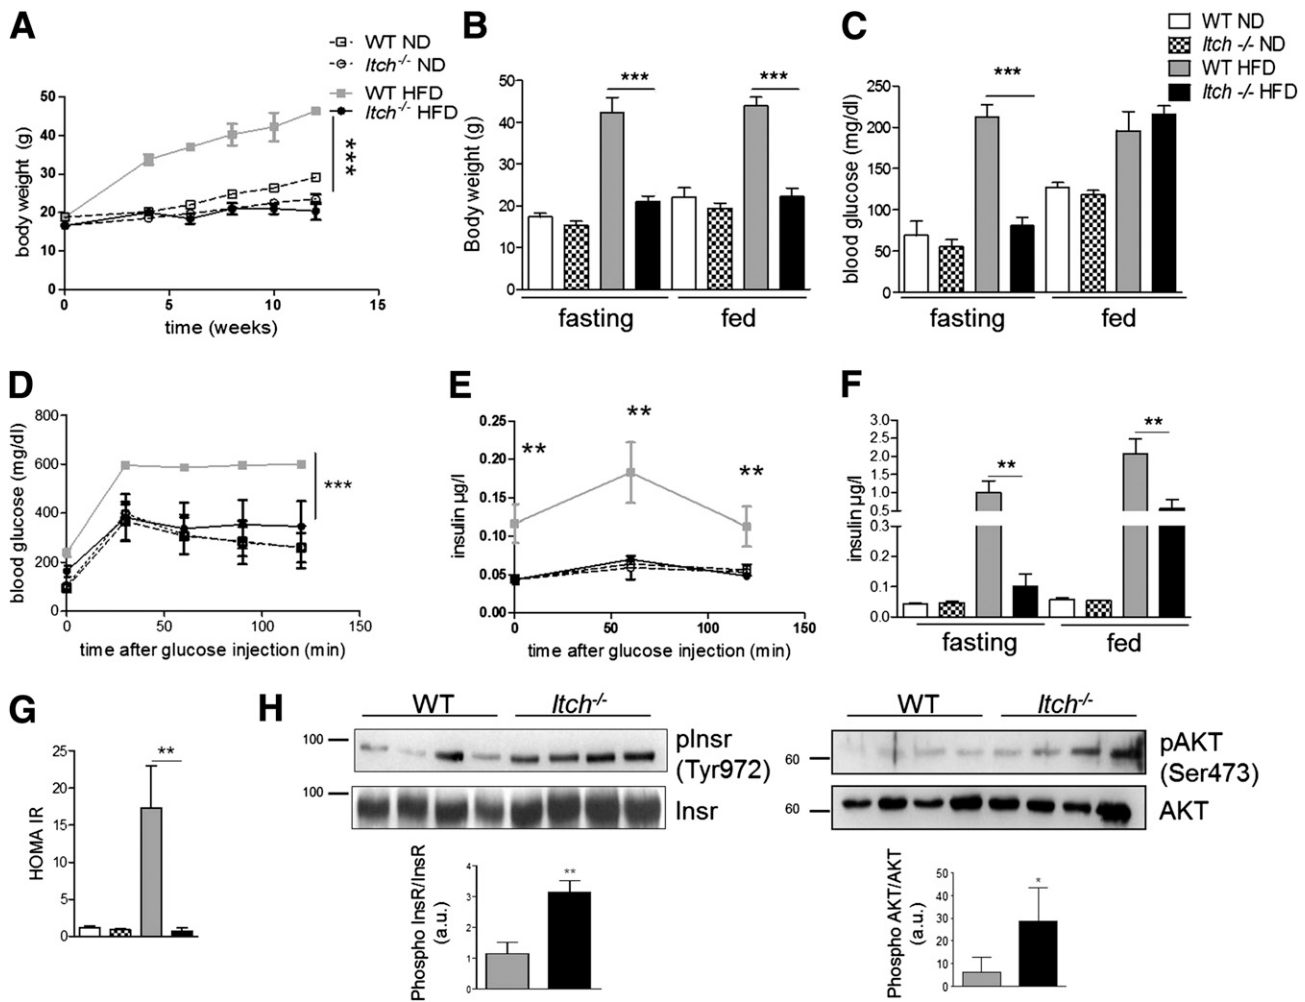 A
WT ND
Itch-/- ND
WT HFD
Itch-/- HFD
50
40
30
20
10
0
body weight (g)
***
0 5 10 15
time (weeks)
B
50
40
30
20
10
0
Body weight (g)
*** ***
fasting fed
C
WT ND
Itch -/- ND
WT HFD
Itch -/- HFD
250
200
150
100
50
0
blood glucose (mg/dl)
***
fasting fed
D
800
600
400
200
0
blood glucose (mg/dl)
***
0 50 100 150
time after glucose injection (min)
E
0.25
0.20
0.15
0.10
0.05
0.00
insulin µg/l
** ** **
0 50 100 150
time after glucose injection (min)
F
3.0
2.5
2.0
1.5
1.0
0.5
0.3
0.2
0.1
0.0
insulin µg/l
** **
fasting fed
G
25
20
15
10
5
0
HOMA IR
**
H
WT Itch-/-
100
pInsr
(Tyr972)
100
Insr
4
3
2
1
0
Phospho InsR/InsR
(a.u.)
**
WT Itch-/-
60
pAKT
(Ser473)
60
AKT
50
40
30
20
10
0
Phospho AKT/AKT
(a.u.)
*